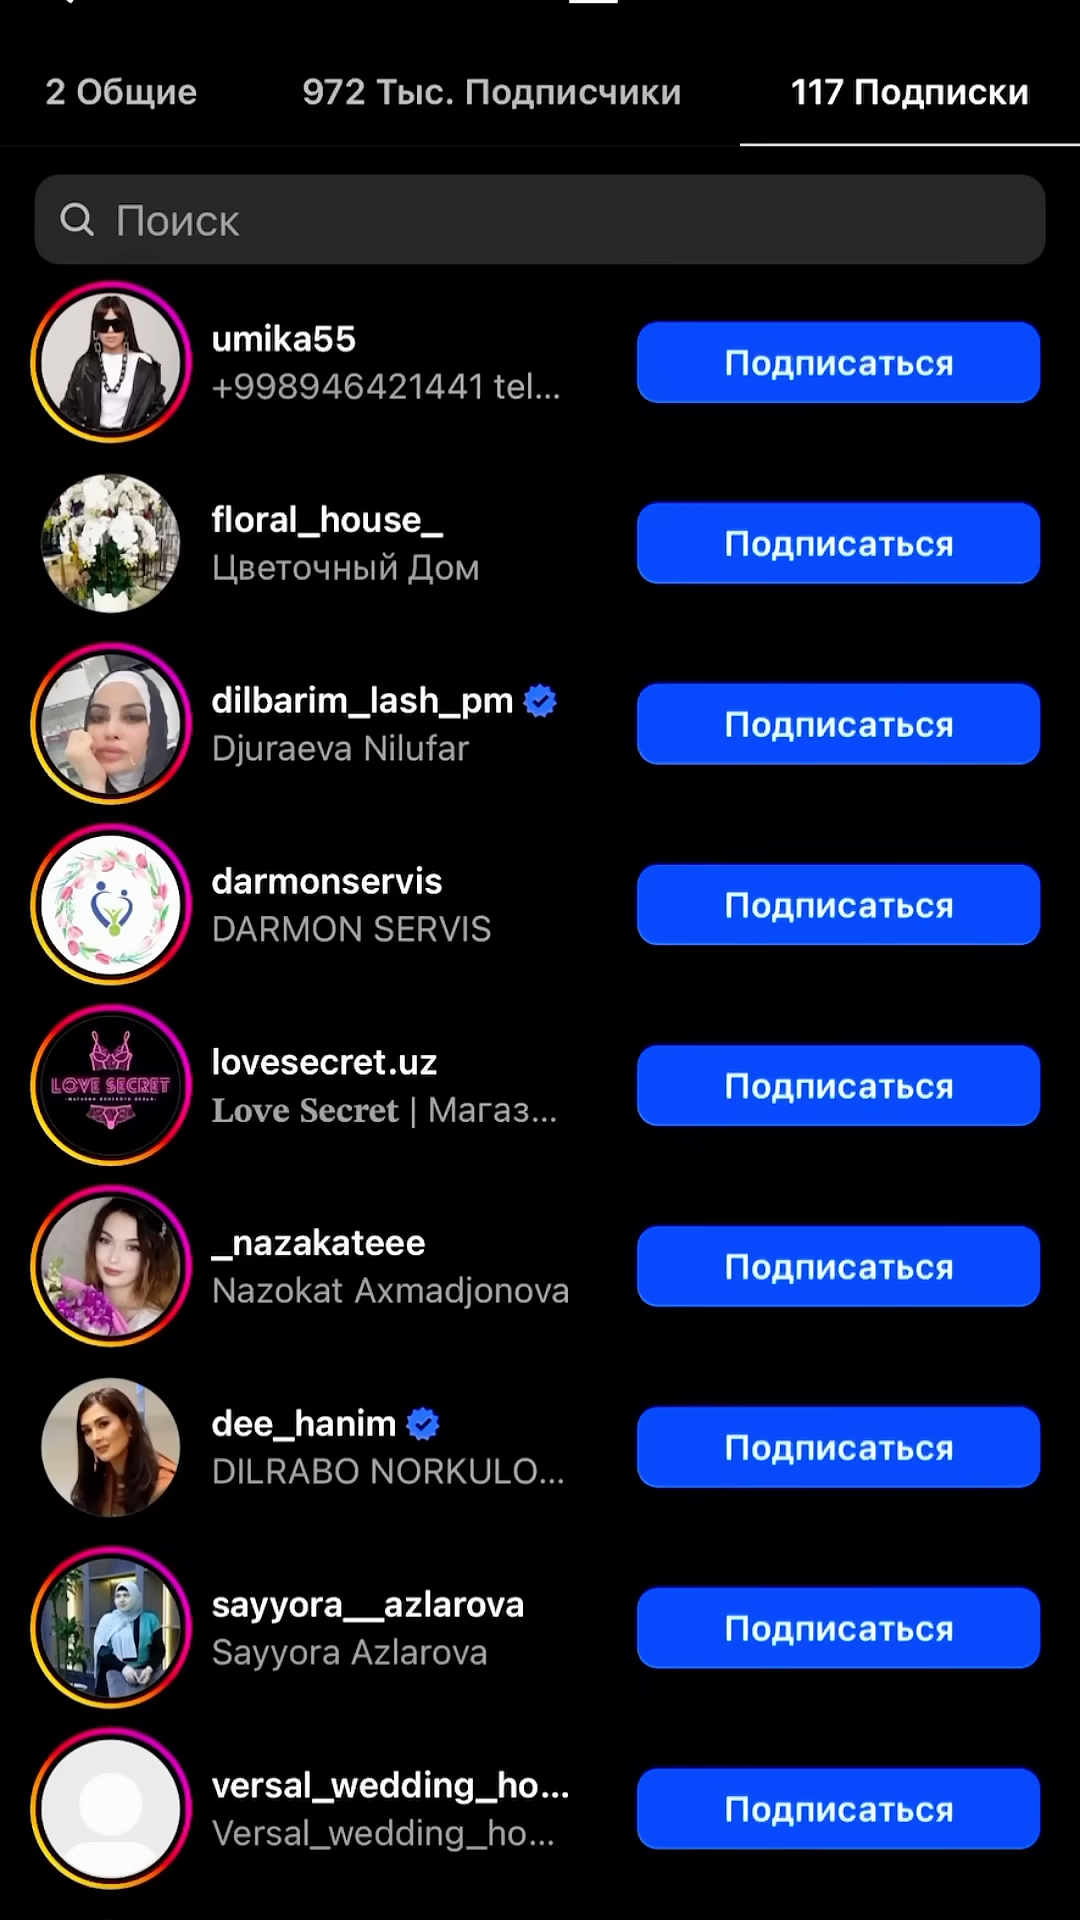 2 Общие
972 Тыс. Подписчики
117 Подписки
Поиск
umika55
+998946421441 tel...
Подписаться
floral_house_
Цветочный Дом
Подписаться
dilbarim_lash_pm
Djuraeva Nilufar
Подписаться
darmonservis
DARMON SERVIS
Подписаться
LOVE SECRET
lovesecret.uz
Love Secret | Магаз...
Подписаться
_nazakateee
Nazokat Axmadjonova
Подписаться
dee_hanim
DILRABO NORKULO...
Подписаться
sayyora__azlarova
Sayyora Azlarova
Подписаться
versal_wedding_ho...
Versal_wedding_ho...
Подписаться